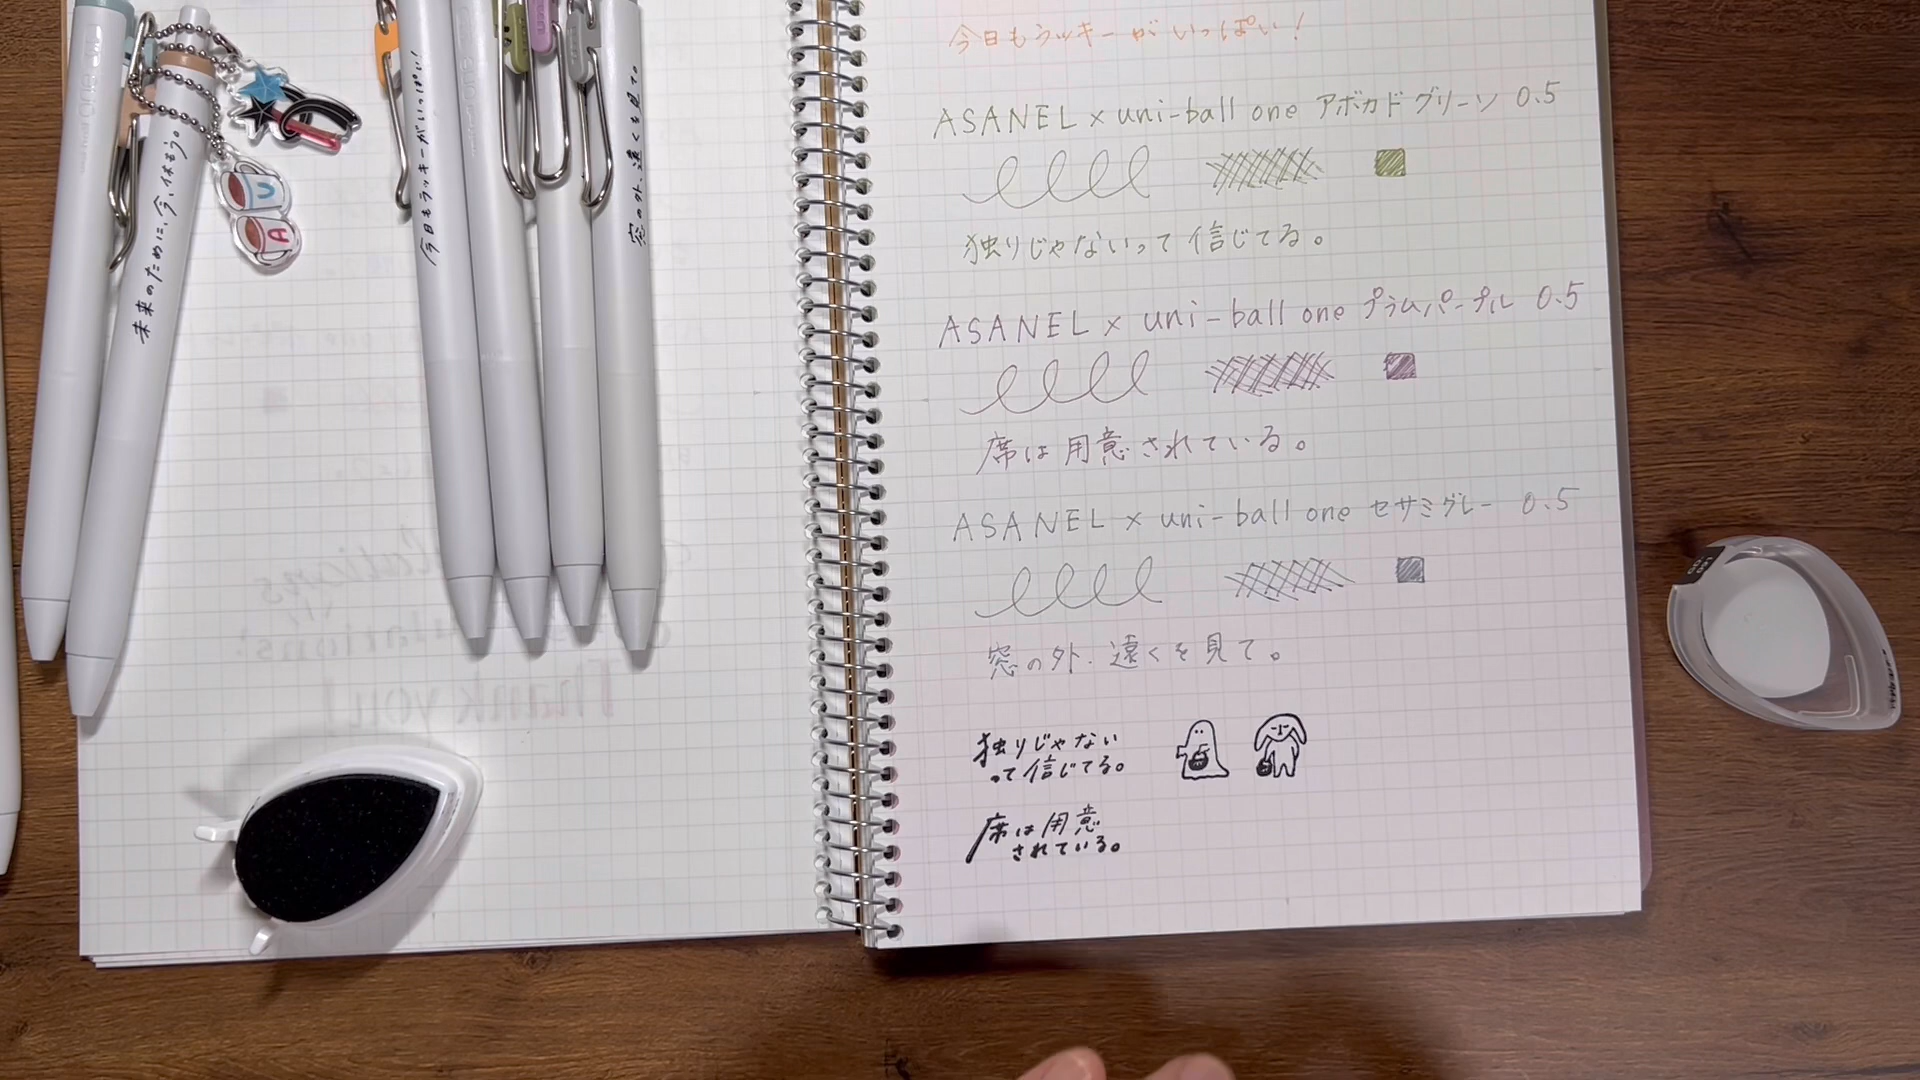 未来のために、今、休もう。
今日もラッキーがいっぱい！
窓の外、遠くを見て。
U
A
今日もラッキーがいっぱい！
ASANEL × uni-ball one アボカドグリーン 0.5
独りじゃないって信じてる。
ASANEL × uni-ball one プラムパープル 0.5
席は用意されている。
ASANEL × uni-ball one セサミグレー 0.5
窓の外、遠くを見て。
独りじゃない
って信じてる。
席は用意
されている。
Thank you!